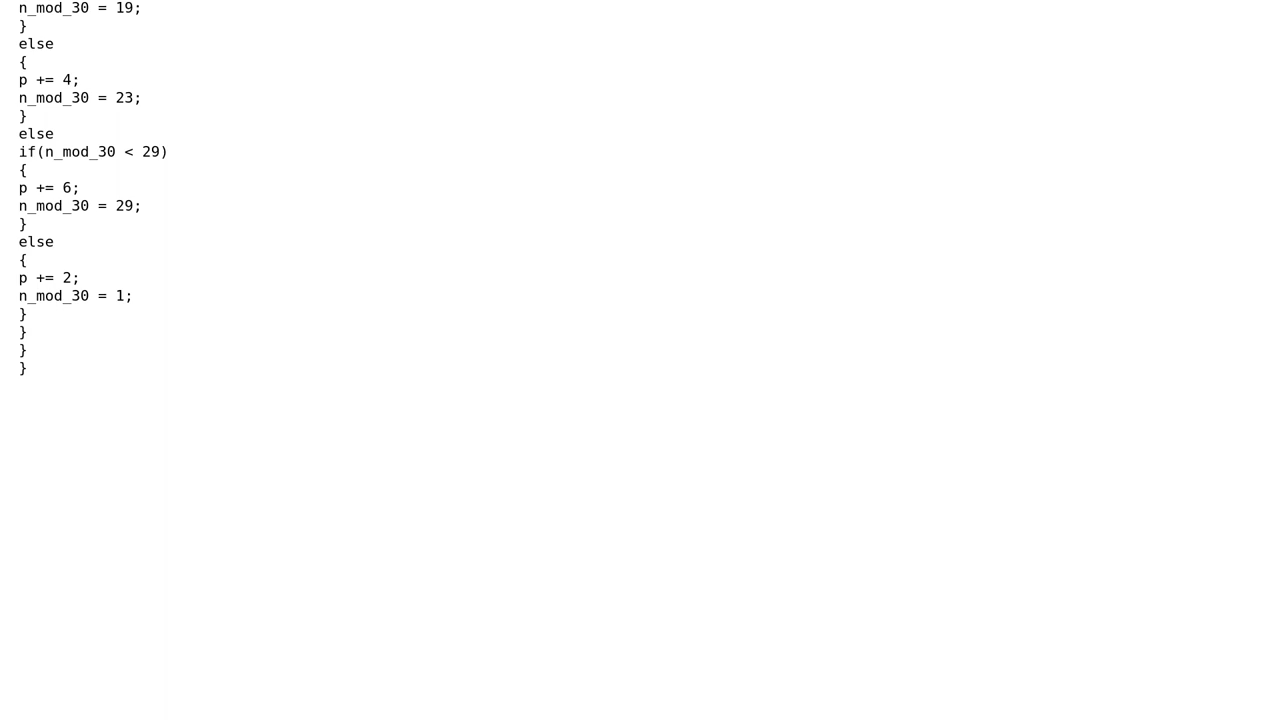 n_mod_30 = 19;
}
else
{
p += 4;
n_mod_30 = 23;
}
else
if(n_mod_30 < 29)
{
p += 6;
n_mod_30 = 29;
}
else
{
p += 2;
n_mod_30 = 1;
}
}
}
}